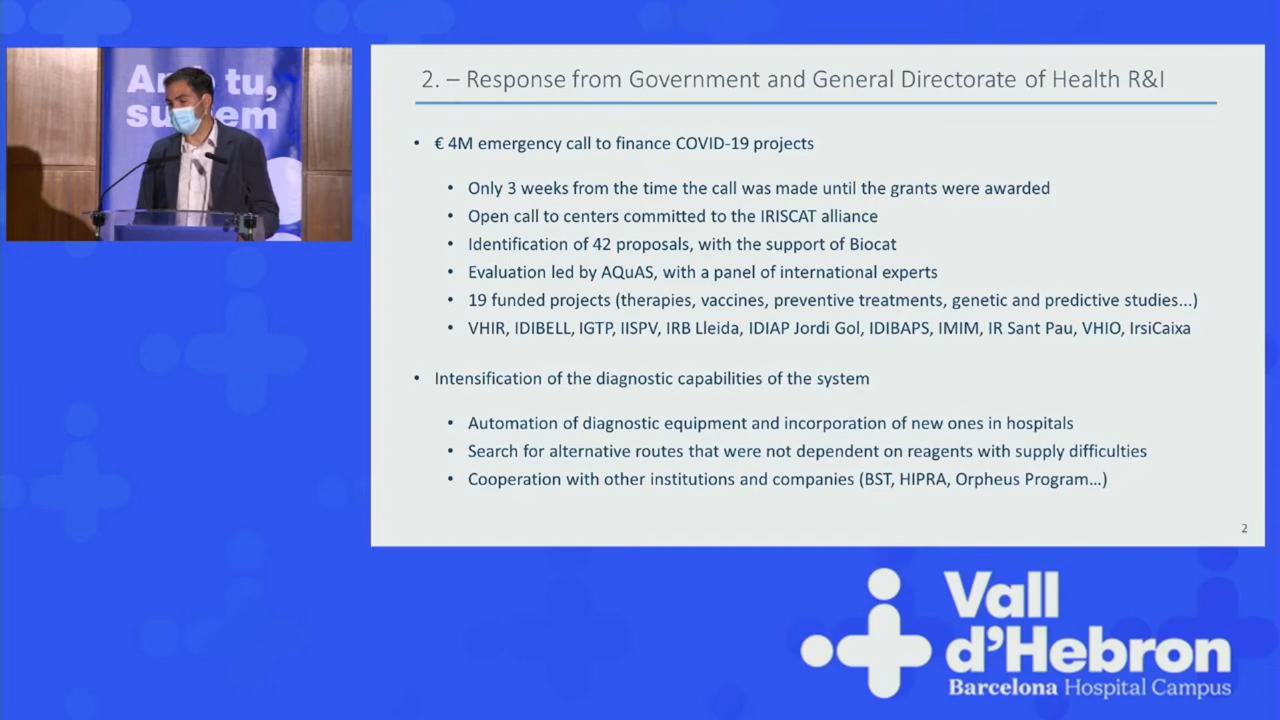 Amb tu,
sumem
2. – Response from Government and General Directorate of Health R&I
• € 4M emergency call to finance COVID-19 projects
• Only 3 weeks from the time the call was made until the grants were awarded
• Open call to centers committed to the IRISCAT alliance
• Identification of 42 proposals, with the support of Biocat
• Evaluation led by AQuAS, with a panel of international experts
• 19 funded projects (therapies, vaccines, preventive treatments, genetic and predictive studies...)
• VHIR, IDIBELL, IGTP, IISPV, IRB Lleida, IDIAP Jordi Gol, IDIBAPS, IMIM, IR Sant Pau, VHIO, IrsiCaixa
• Intensification of the diagnostic capabilities of the system
• Automation of diagnostic equipment and incorporation of new ones in hospitals
• Search for alternative routes that were not dependent on reagents with supply difficulties
• Cooperation with other institutions and companies (BST, HIPRA, Orpheus Program…)
2
Vall
d'Hebron
Barcelona Hospital Campus